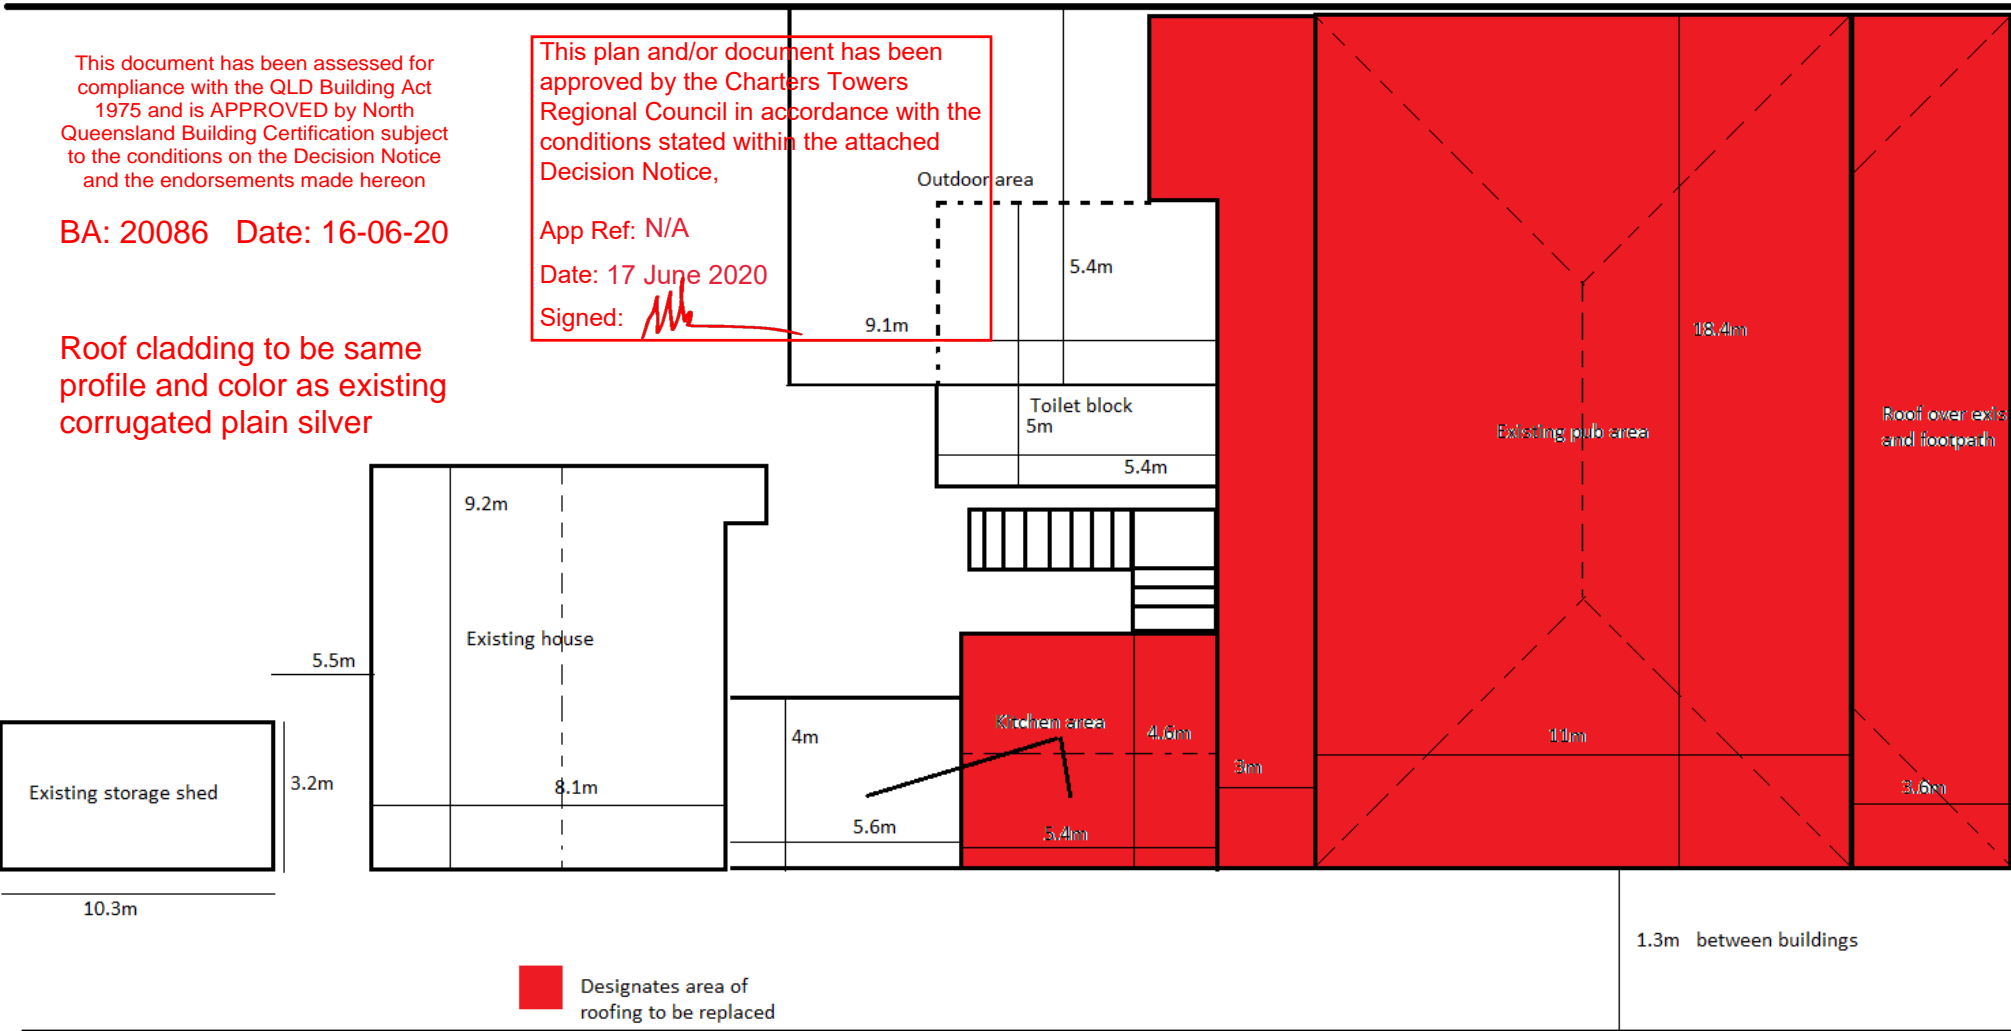 This document has been assessed for
compliance with the QLD Building Act
1975 and is APPROVED by North
Queensland Building Certification subject
to the conditions on the Decision Notice
and the endorsements made hereon
BA: 20086 Date: 16-06-20
Roof cladding to be same
profile and color as existing
corrugated plain silver
This plan and/or document has been
approved by the Charters Towers
Regional Council in accordance with the
conditions stated within the attached
Decision Notice,
App Ref: N/A
Date: 17 June 2020
Signed:
Outdoor area
5.4m
9.1m
Toilet block
5m
5.4m
18.4m
Existing pub area
Roof over exis
and footpath
9.2m
Existing house
5.5m
8.1m
Existing storage shed
3.2m
10.3m
4m
5.6m
Kitchen area
4.6m
5.4m
3m
11m
3.6m
1.3m between buildings
Designates area of
roofing to be replaced